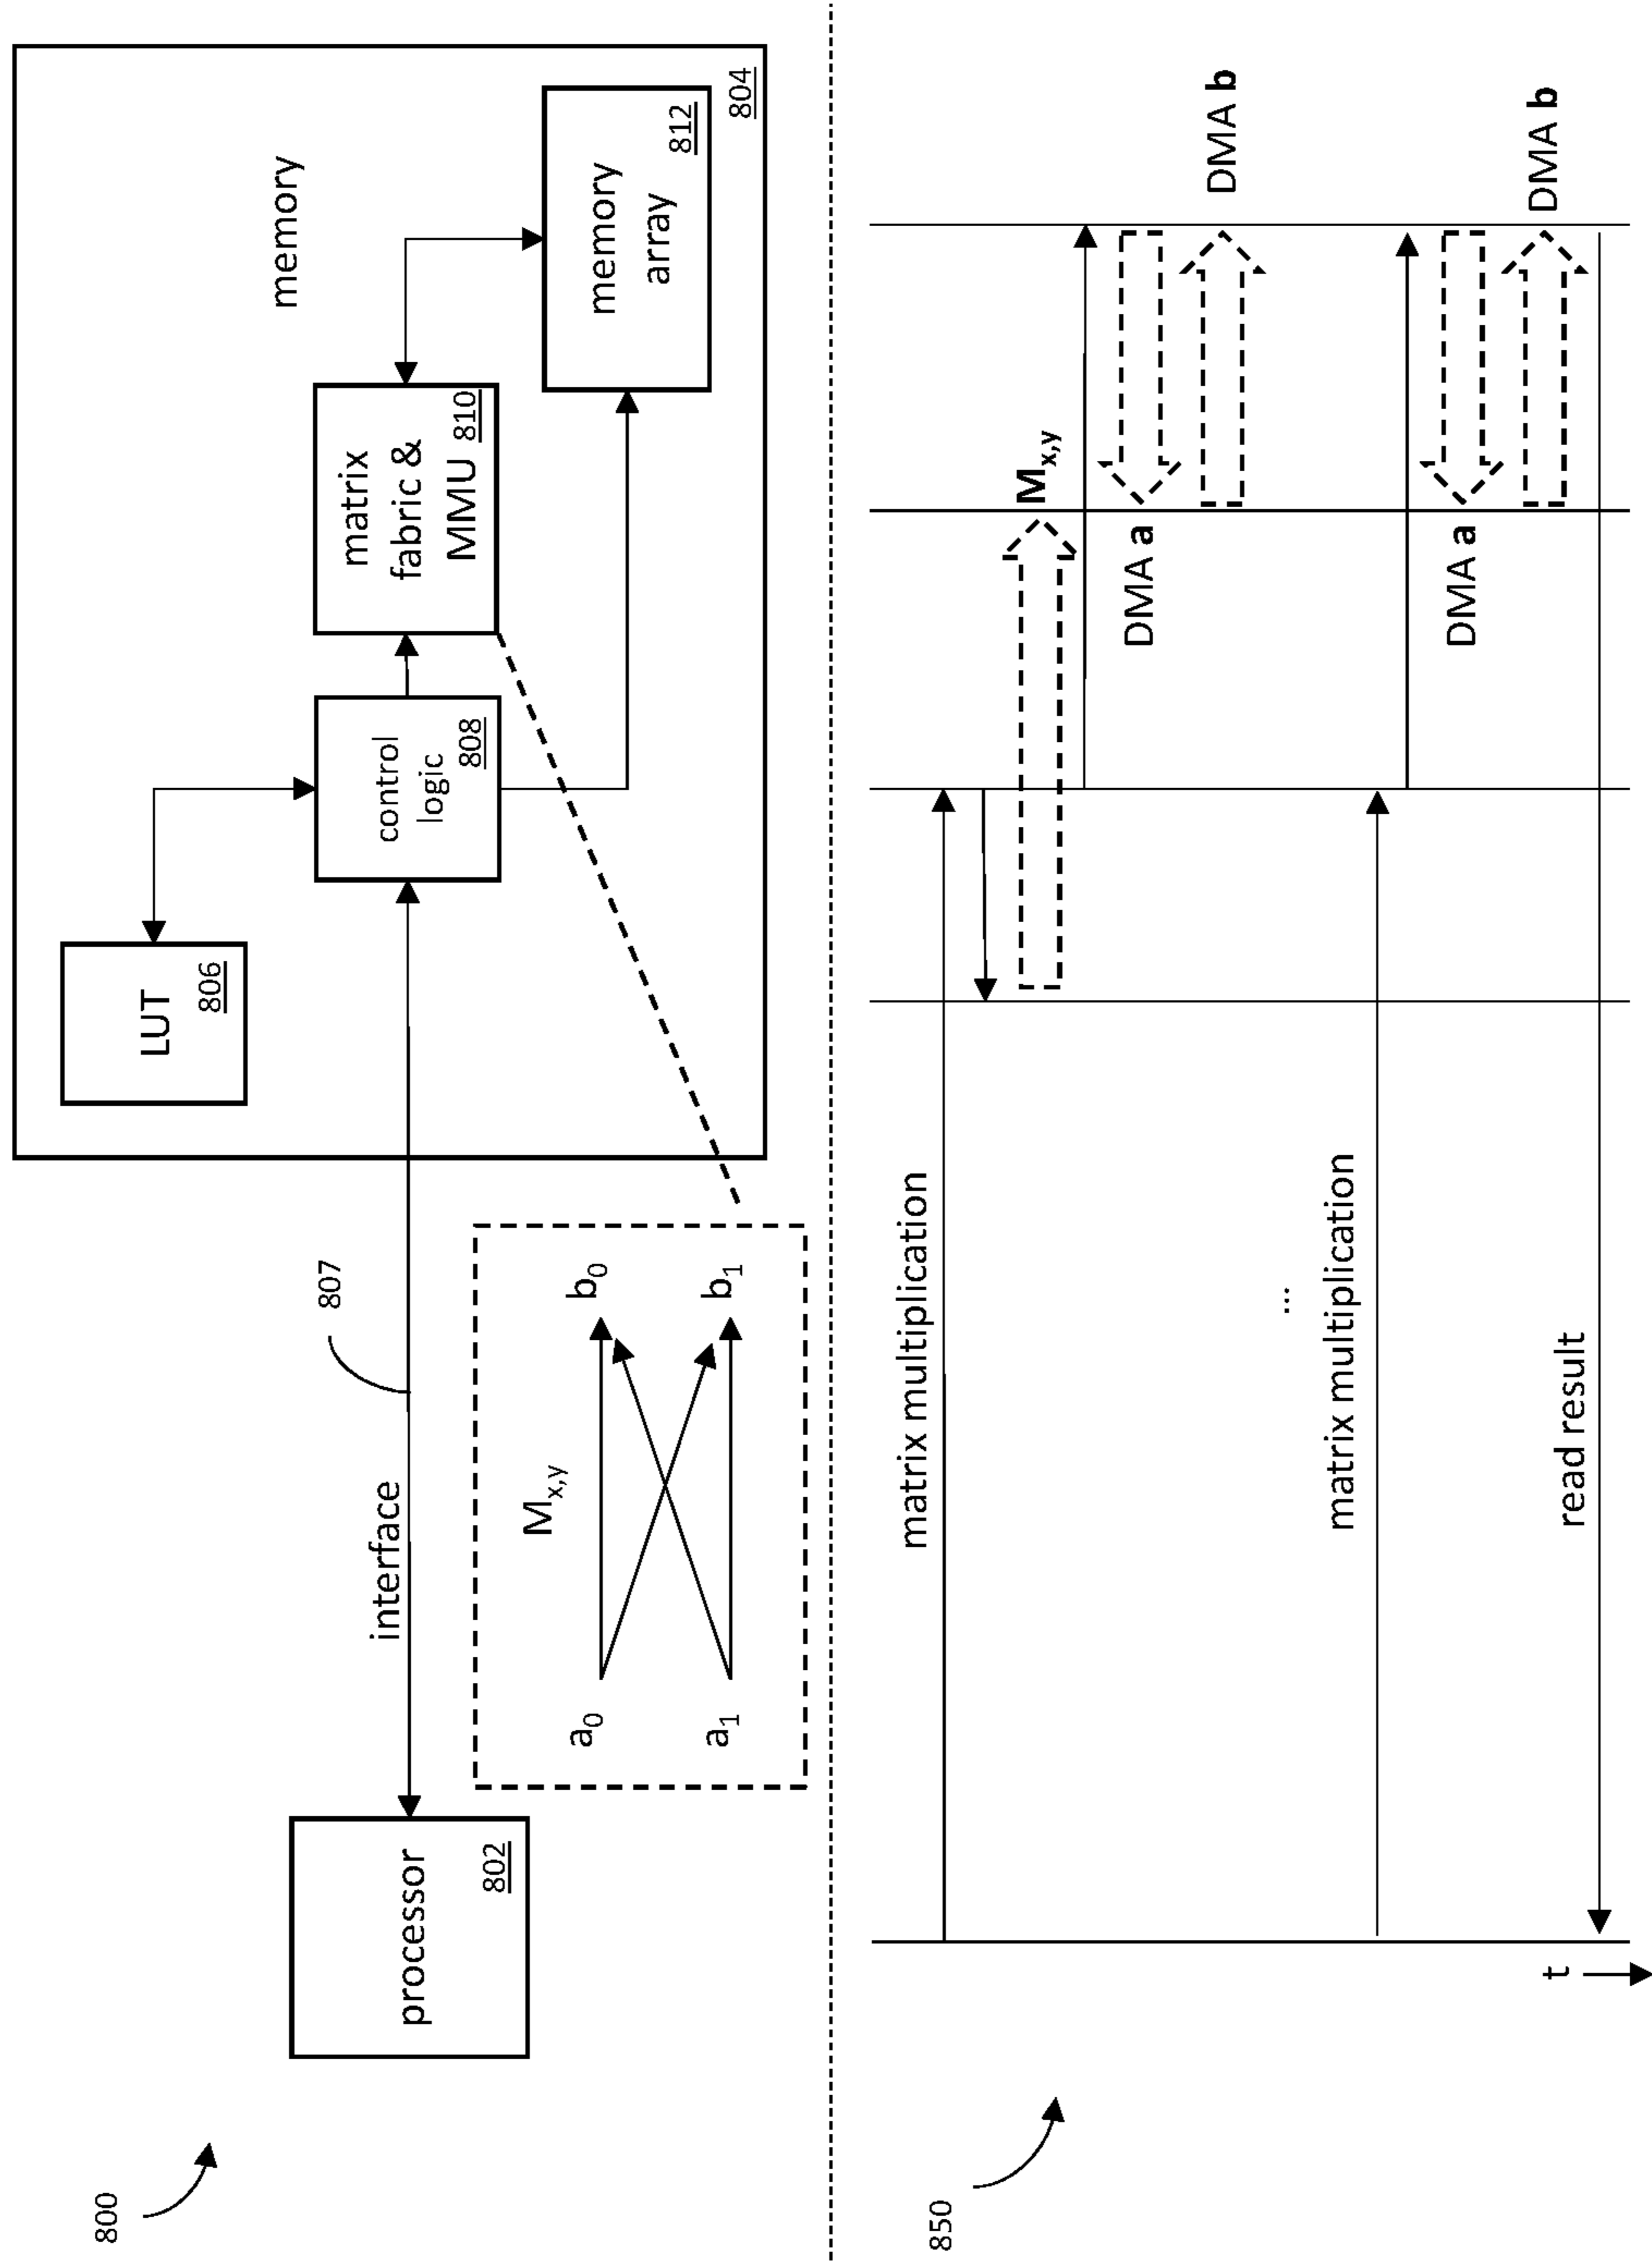 800
memory
LUT
806
control
logic
808
matrix
fabric &
MMU 810
memory
array
812
804
807
interface
processor
802
Mx,y
a0
b0
a1
b1
850
matrix multiplication
Mx,y
DMA a
DMA b
...
matrix multiplication
DMA a
DMA b
read result
t